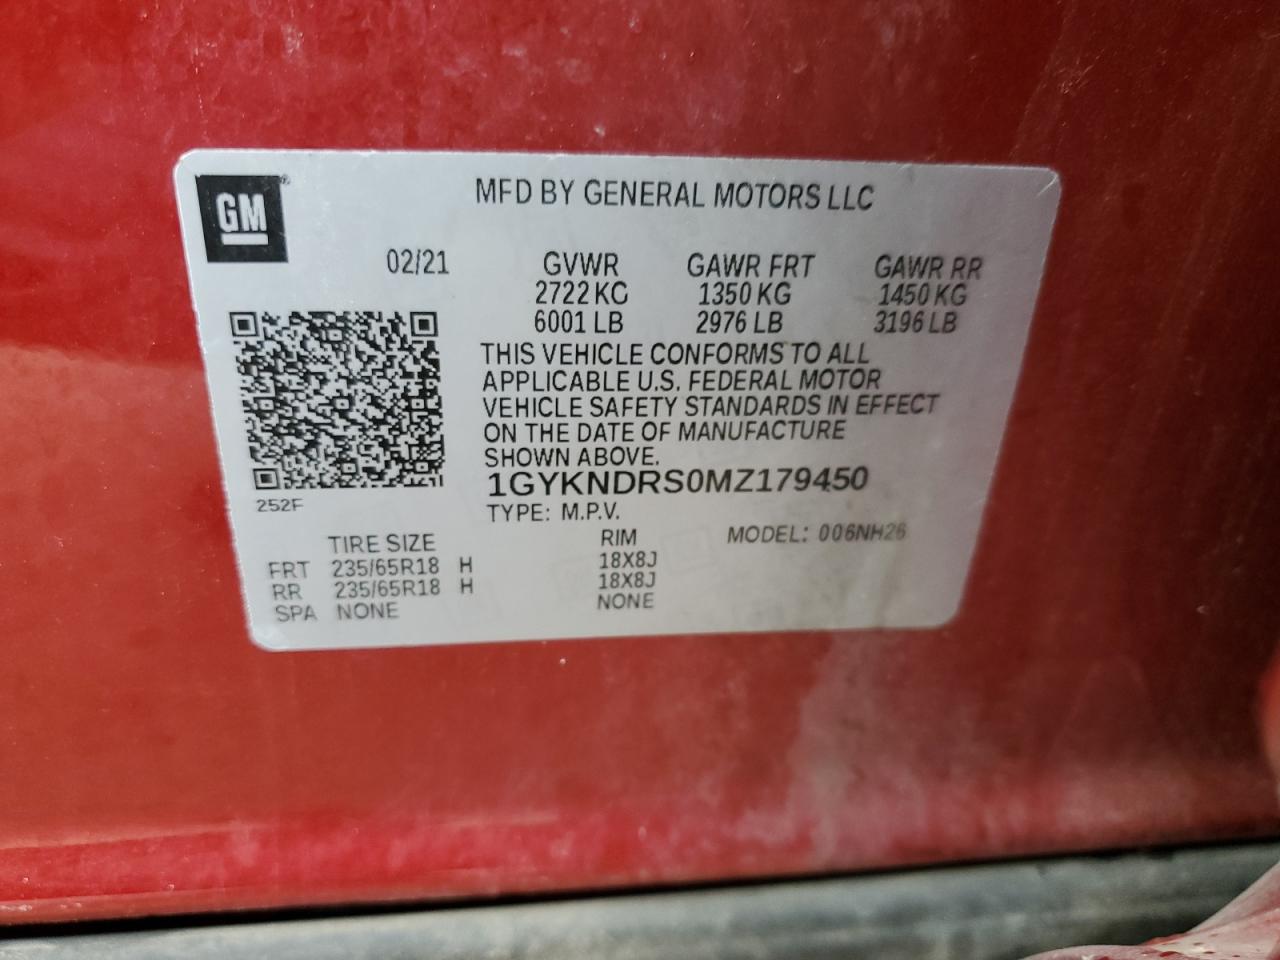 GM
MFD BY GENERAL MOTORS LLC
02/21 GVWR GAWR FRT GAWR RR
2722 KG 1350 KG 1450 KG
6001 LB 2976 LB 3196 LB
THIS VEHICLE CONFORMS TO ALL
APPLICABLE U.S. FEDERAL MOTOR
VEHICLE SAFETY STANDARDS IN EFFECT
ON THE DATE OF MANUFACTURE
SHOWN ABOVE.
1GYKNDRS0MZ179450
252F
TYPE: M.P.V.
TIRE SIZE RIM MODEL: 006NH26
FRT 235/65R18 H 18X8J
RR 235/65R18 H 18X8J
SPA NONE NONE